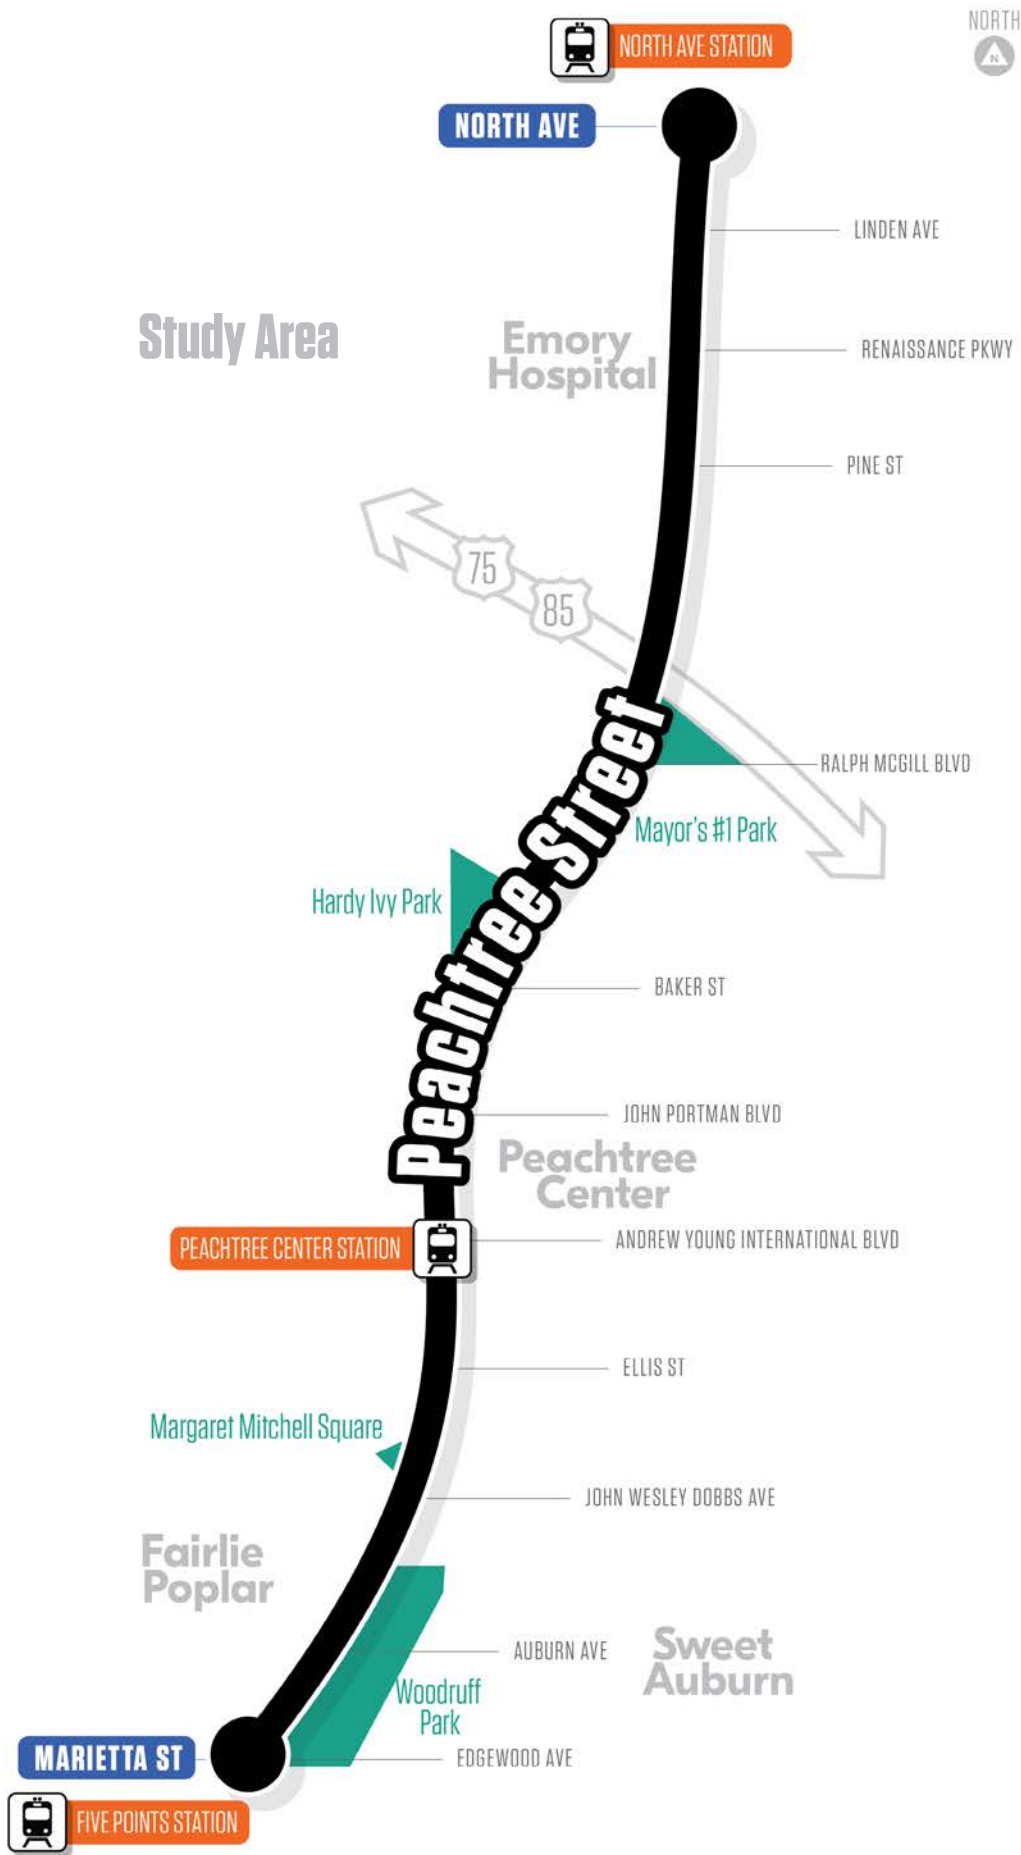 NORTH
N
NORTH AVE STATION
NORTH AVE
LINDEN AVE
Study Area
Emory
Hospital
RENAISSANCE PKWY
PINE ST
75
85
Peachtree Street
RALPH MCGILL BLVD
Mayor's #1 Park
Hardy Ivy Park
BAKER ST
JOHN PORTMAN BLVD
Peachtree
Center
PEACHTREE CENTER STATION
ANDREW YOUNG INTERNATIONAL BLVD
ELLIS ST
Margaret Mitchell Square
JOHN WESLEY DOBBS AVE
Fairlie
Poplar
AUBURN AVE
Sweet
Auburn
Woodruff
Park
MARIETTA ST
EDGEWOOD AVE
FIVE POINTS STATION